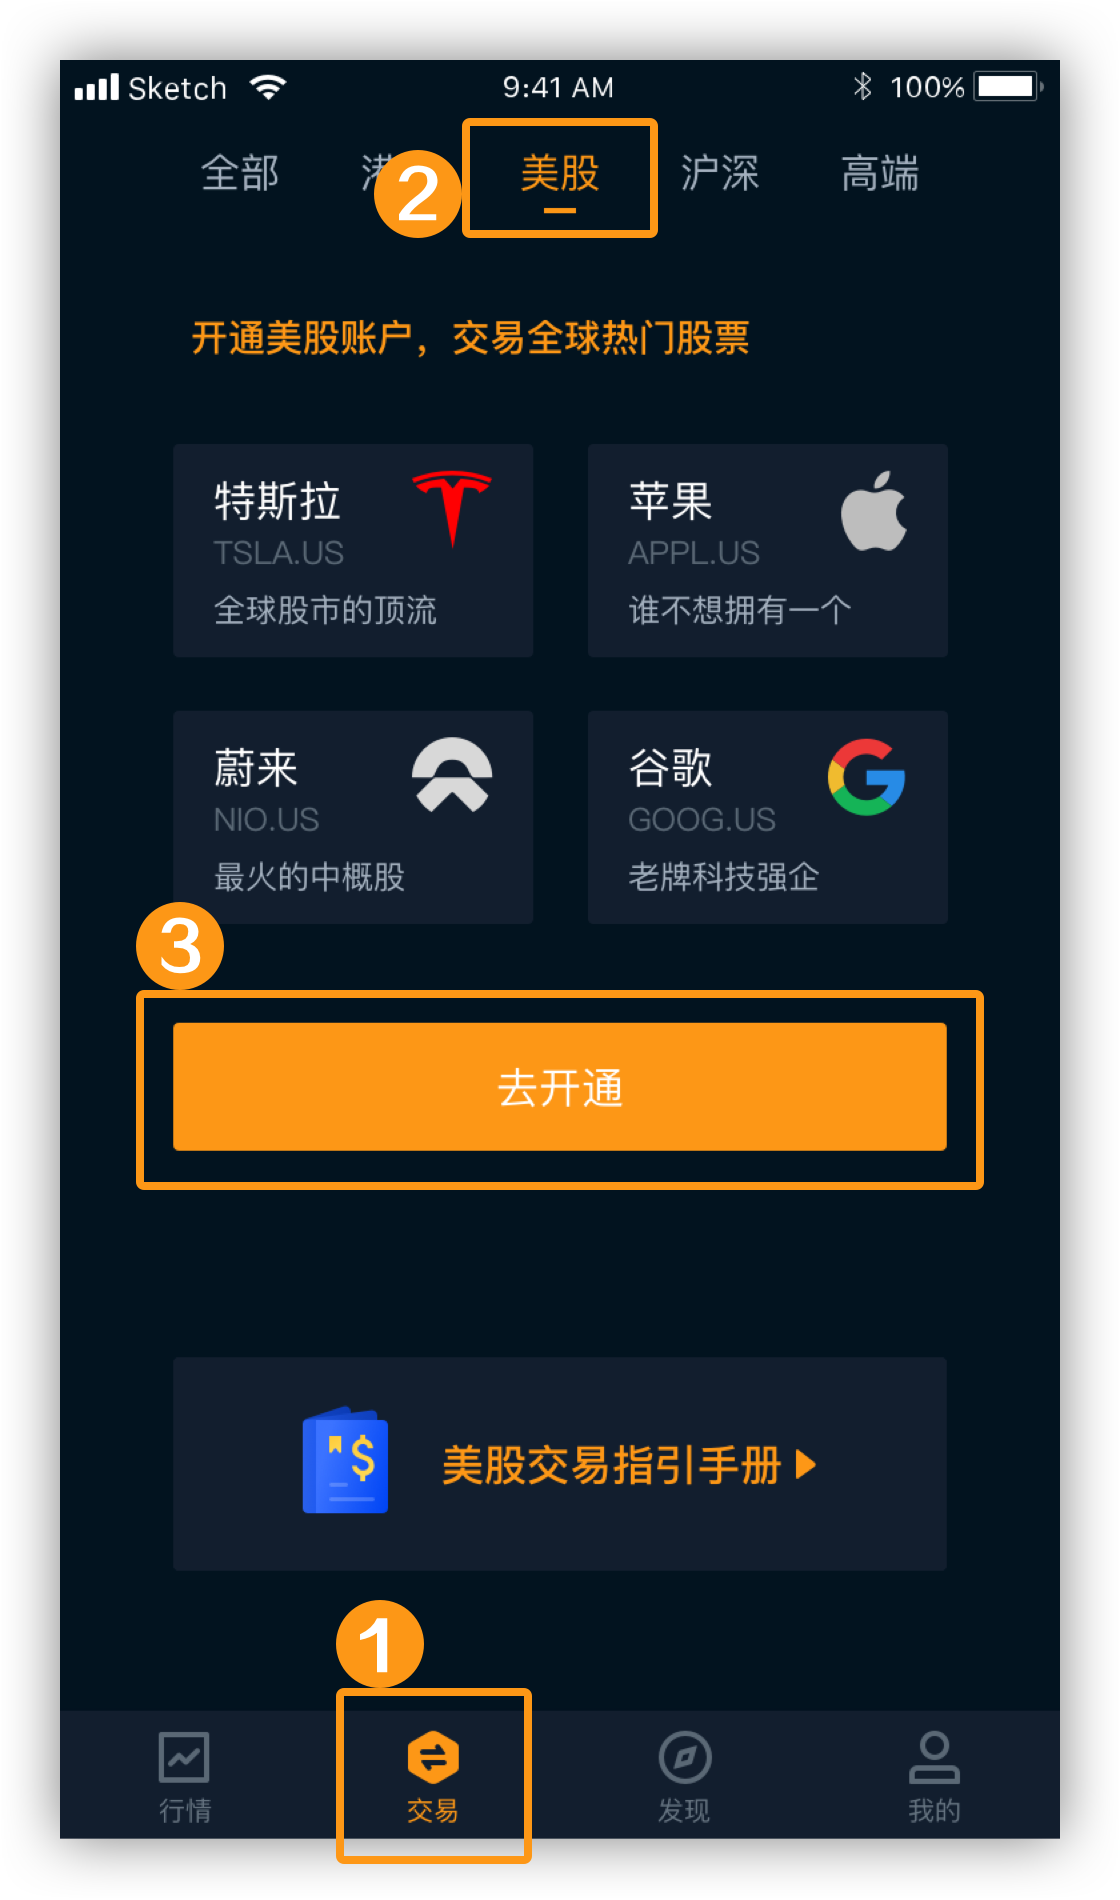 Sketch 9:41 AM 100%
全部 港 美股 沪深 高端
2
开通美股账户，交易全球热门股票
特斯拉
TSLA.US
全球股市的顶流
苹果
APPL.US
谁不想拥有一个
蔚来
NIO.US
最火的中概股
谷歌
GOOG.US
老牌科技强企
3
去开通
美股交易指引手册
1
行情 交易 发现 我的